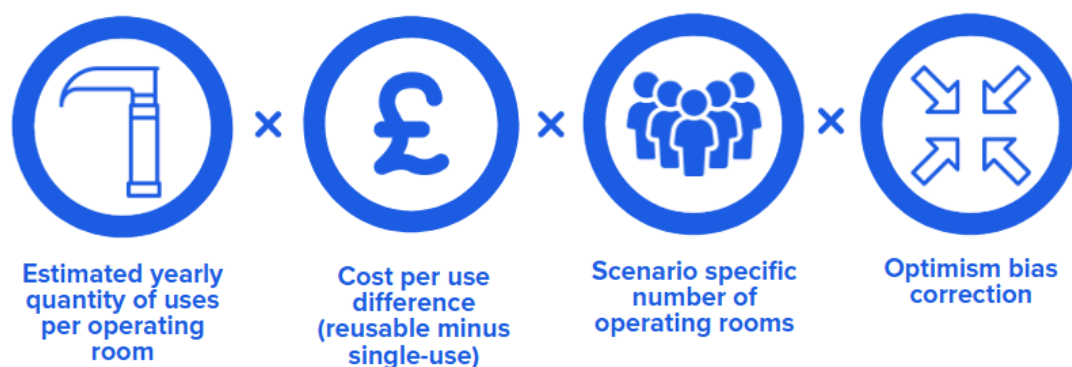 £
×
×
×
Estimated yearly
quantity of uses
per operating
room
Cost per use
difference
(reusable minus
single-use)
Scenario specific
number of
operating rooms
Optimism bias
correction